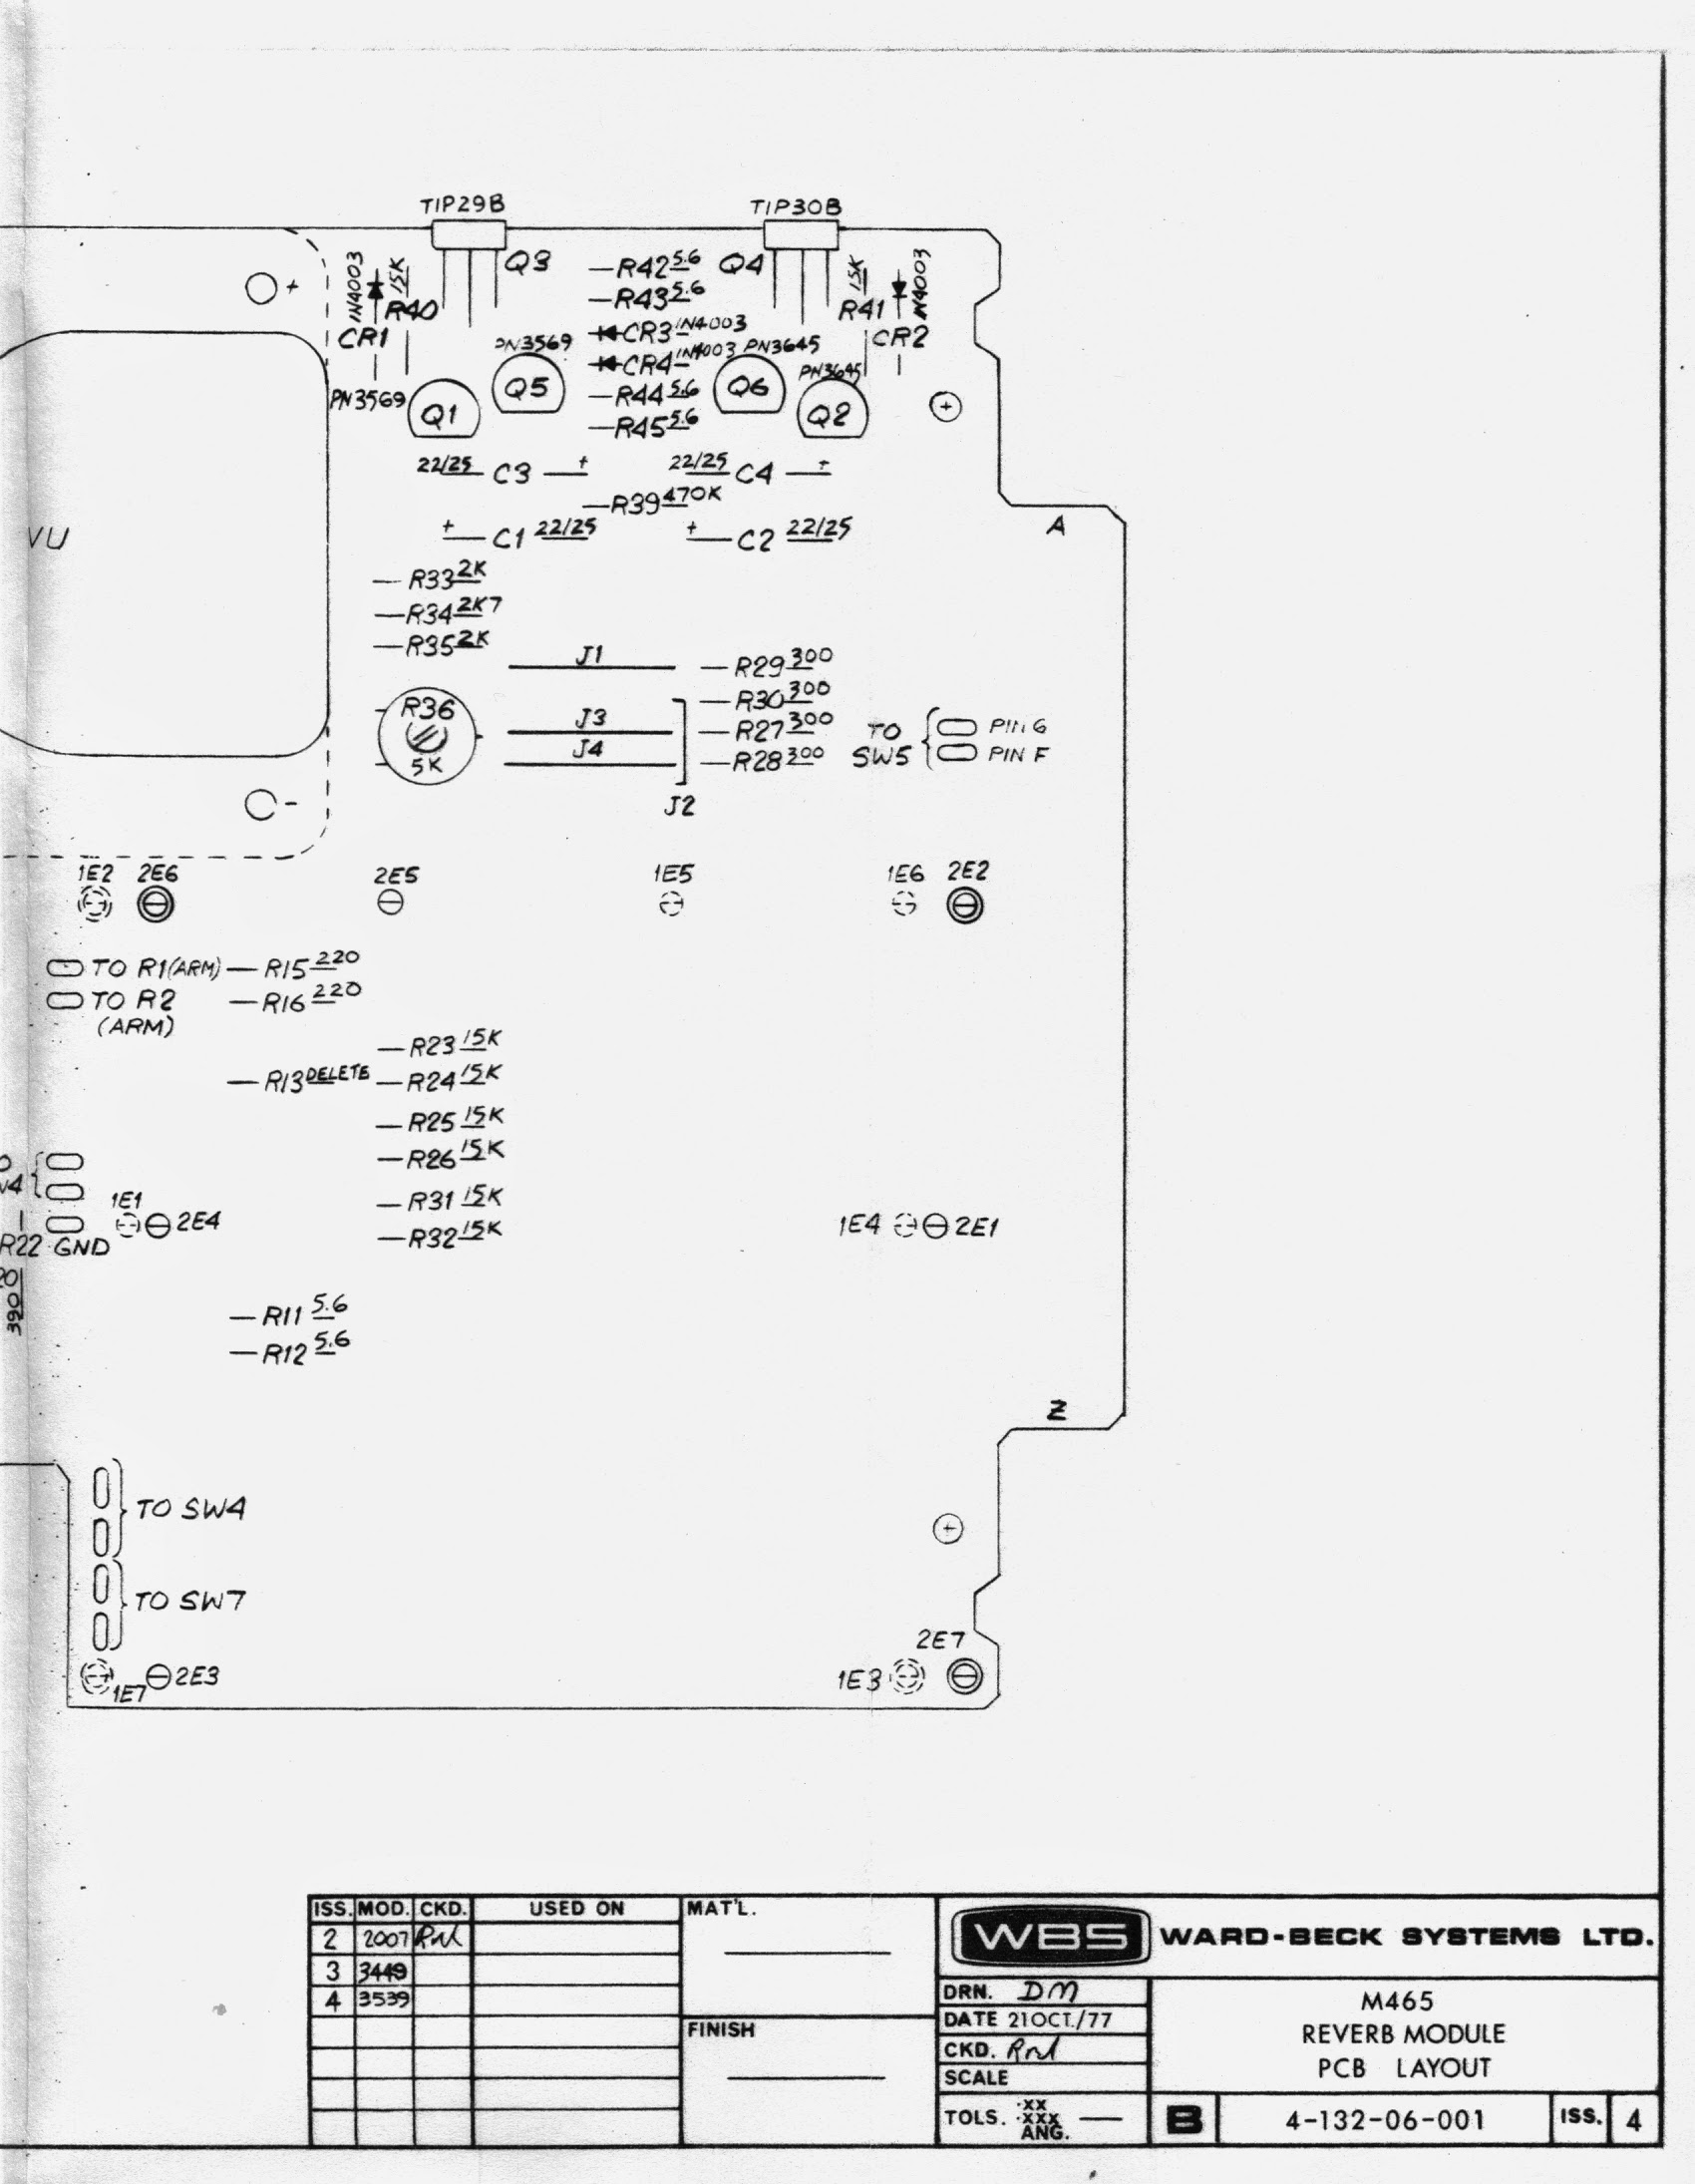 TIP29B TIP30B
1N4003 15K Q3 R42 5.6 Q4 15K 1N4003
R40 R43 5.6 R41
CR1 CR3 1N4003 CR2
PN3569 CR4 1N4003 PN3645
PN3645
PN3569 Q1 Q5 R44 5.6 Q6 Q2
R45 5.6
+
+
22/25 C3 + 22/25 C4 +
R39 470K
VU + C1 22/25 + C2 22/25 A
R33 2K
R34 2K7
R35 2K
J1 R29 300
R36 R30 300
J3 R27 300 TO PIN G
5K J4 R28 300 SW5 PIN F
- J2
1E2 2E6 2E5 1E5 1E6 2E2
TO R1(ARM) R15 220
TO R2 R16 220
(ARM)
R23 15K
R13 DELETE R24 15K
R25 15K
R26 15K
1E1 2E4 R31 15K
R22 GND R32 15K 1E4 2E1
390
R11 5.6
R12 5.6
Z
TO SW4
+
TO SW7
2E7
1E7 2E3 1E3
ISS. MOD. CKD. USED ON MAT'L.
2 2007
3 3449
4 3539
FINISH
WBS WARD-BECK SYSTEMS LTD.
DRN. DM
DATE 21 OCT./77
CKD.
SCALE
TOLS. .XX
.XXX
ANG.
M465
REVERB MODULE
PCB LAYOUT
B 4-132-06-001 ISS. 4